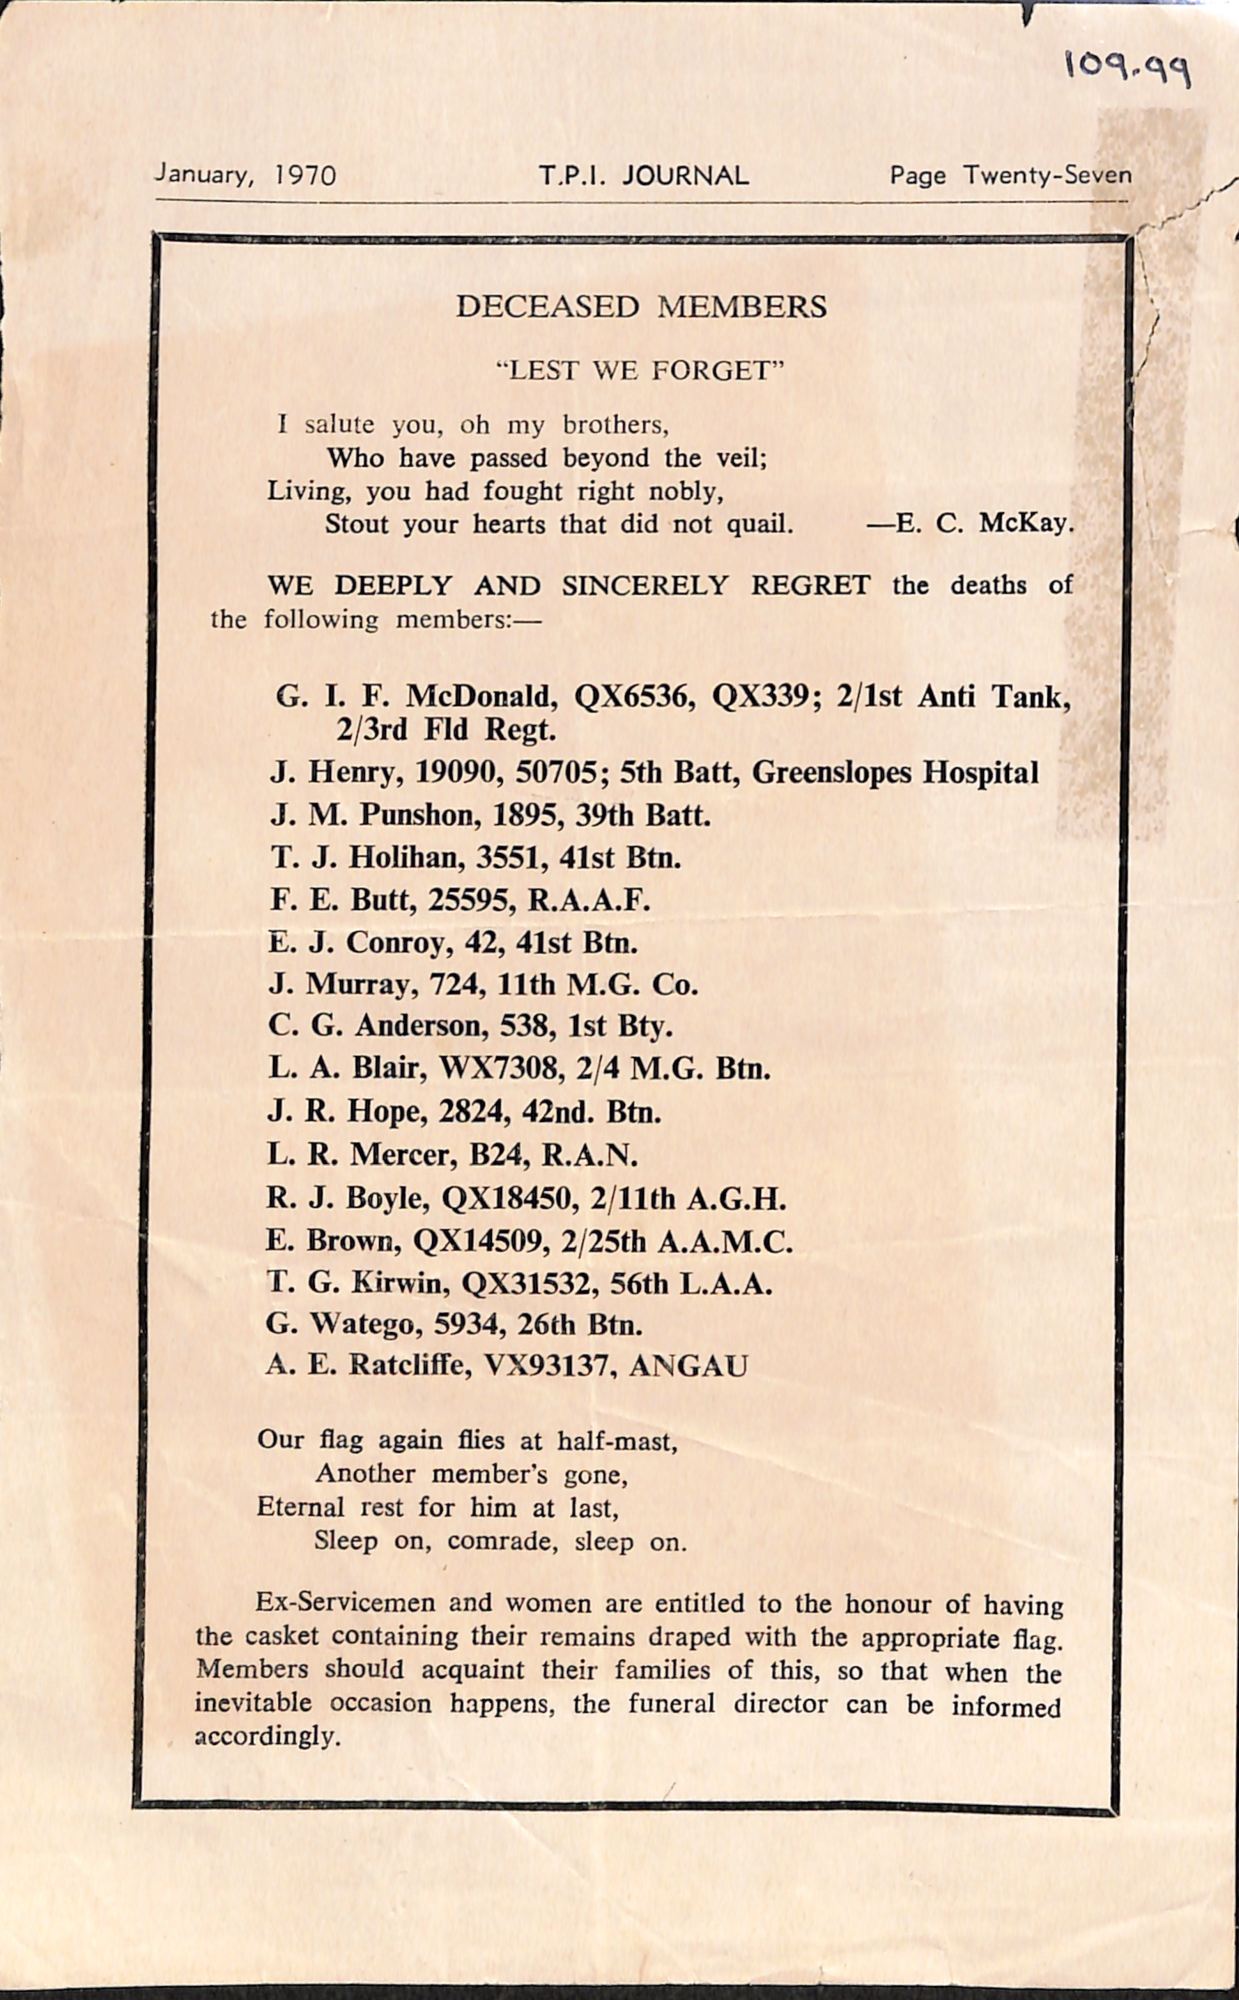 109.99
January, 1970 T.P.I. JOURNAL Page Twenty-Seven
DECEASED MEMBERS
“LEST WE FORGET”
I salute you, oh my brothers,
Who have passed beyond the veil;
Living, you had fought right nobly,
Stout your hearts that did not quail. —E. C. McKay.
WE DEEPLY AND SINCERELY REGRET the deaths of
the following members:—
G. I. F. McDonald, QX6536, QX339; 2/1st Anti Tank,
2/3rd Fld Regt.
J. Henry, 19090, 50705; 5th Batt, Greenslopes Hospital
J. M. Punshon, 1895, 39th Batt.
T. J. Holihan, 3551, 41st Btn.
F. E. Butt, 25595, R.A.A.F.
E. J. Conroy, 42, 41st Btn.
J. Murray, 724, 11th M.G. Co.
C. G. Anderson, 538, 1st Bty.
L. A. Blair, WX7308, 2/4 M.G. Btn.
J. R. Hope, 2824, 42nd. Btn.
L. R. Mercer, B24, R.A.N.
R. J. Boyle, QX18450, 2/11th A.G.H.
E. Brown, QX14509, 2/25th A.A.M.C.
T. G. Kirwin, QX31532, 56th L.A.A.
G. Watego, 5934, 26th Btn.
A. E. Ratcliffe, VX93137, ANGAU
Our flag again flies at half-mast,
Another member’s gone,
Eternal rest for him at last,
Sleep on, comrade, sleep on.
Ex-Servicemen and women are entitled to the honour of having
the casket containing their remains draped with the appropriate flag.
Members should acquaint their families of this, so that when the
inevitable occasion happens, the funeral director can be informed
accordingly.